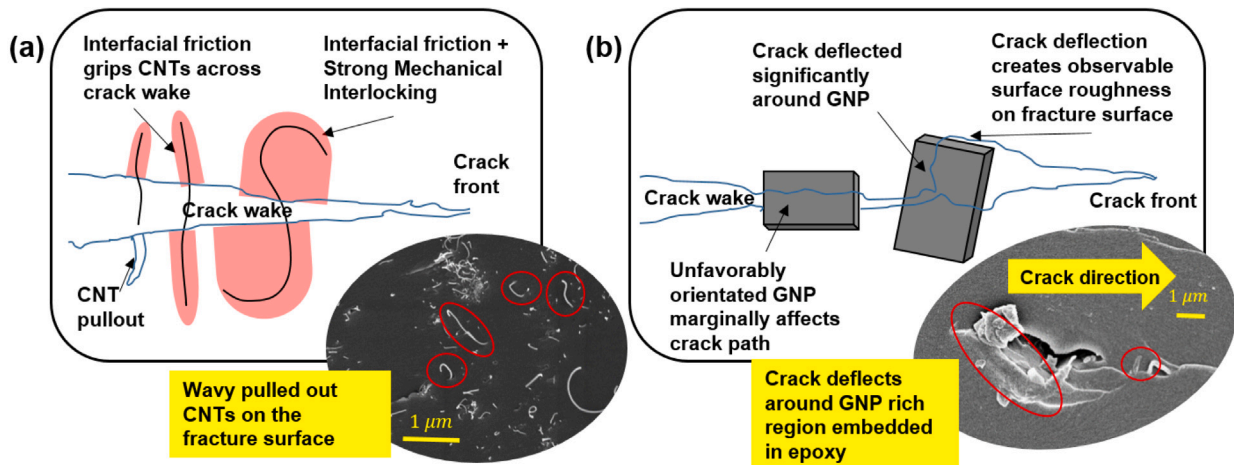 (a)
Interfacial friction
grips CNTs across
crack wake
Interfacial friction +
Strong Mechanical
Interlocking
Crack
front
Crack wake
CNT
pullout
Wavy pulled out
CNTs on the
fracture surface
1 μm
(b)
Crack deflected
significantly
around GNP
Crack deflection
creates observable
surface roughness
on fracture surface
Crack wake
Crack front
Unfavorably
orientated GNP
marginally affects
crack path
Crack direction
1 μm
Crack deflects
around GNP rich
region embedded
in epoxy